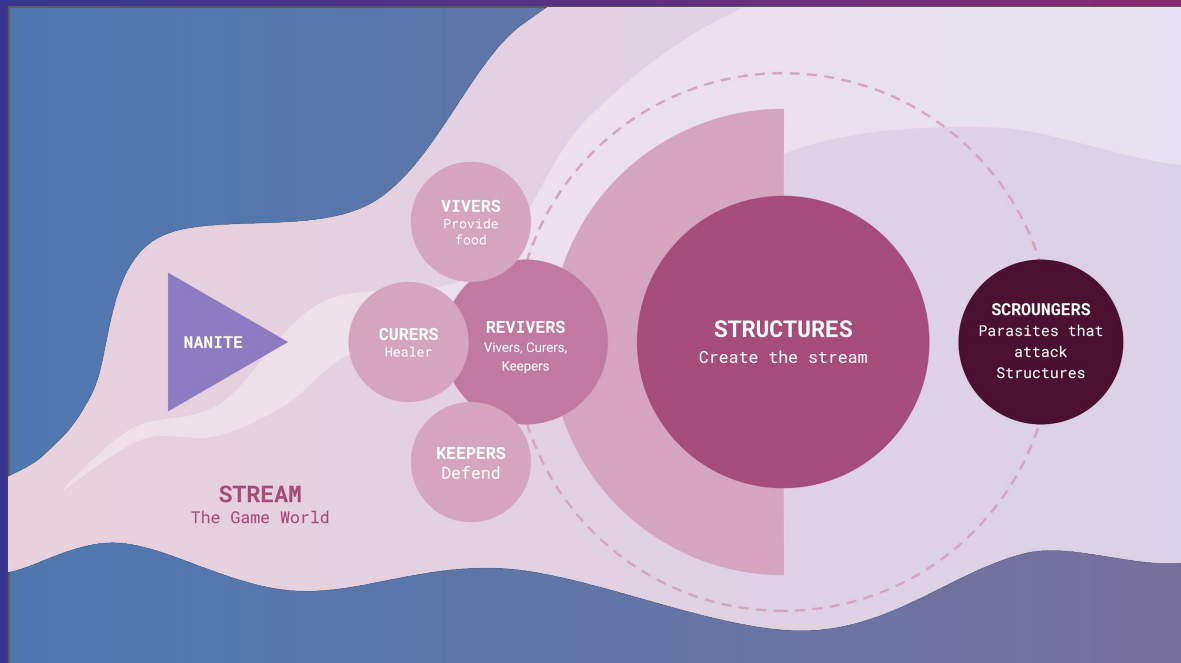 VIVERS
Provide
food
NANITE
CURERS
Healer
REVIVERS
Vivers, Curers,
Keepers
KEEPERS
Defend
STRUCTURES
Create the stream
SCROUNGERS
Parasites that
attack
Structures
STREAM
The Game World